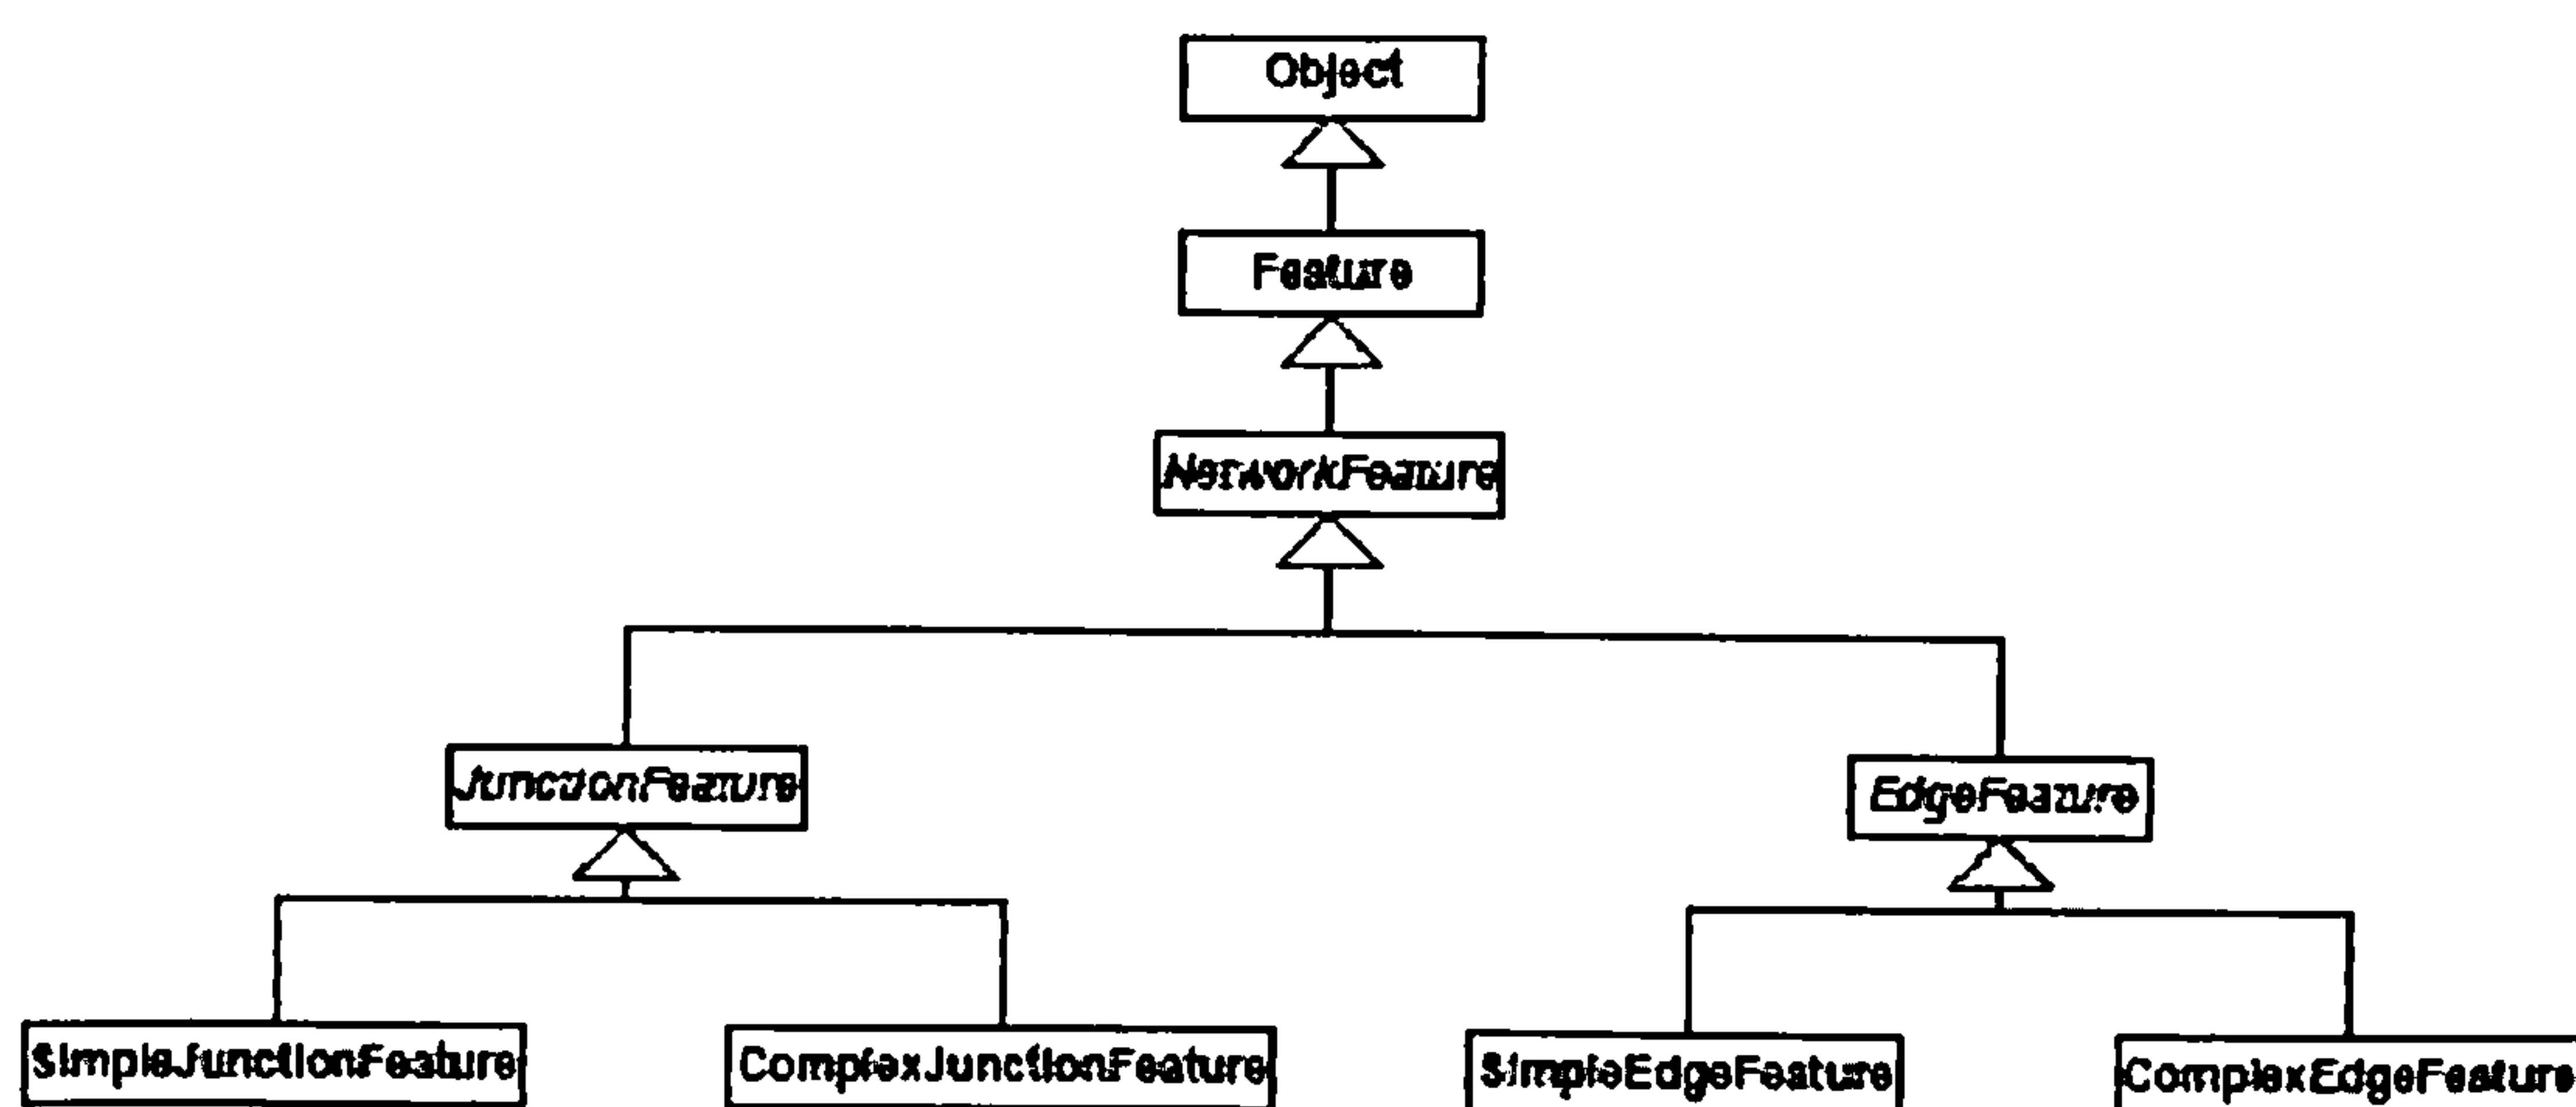 Object
Feature
NetworkFeature
JunctionFeature
EdgeFeature
SimpleJunctionFeature
ComplexJunctionFeature
SimpleEdgeFeature
ComplexEdgeFeature